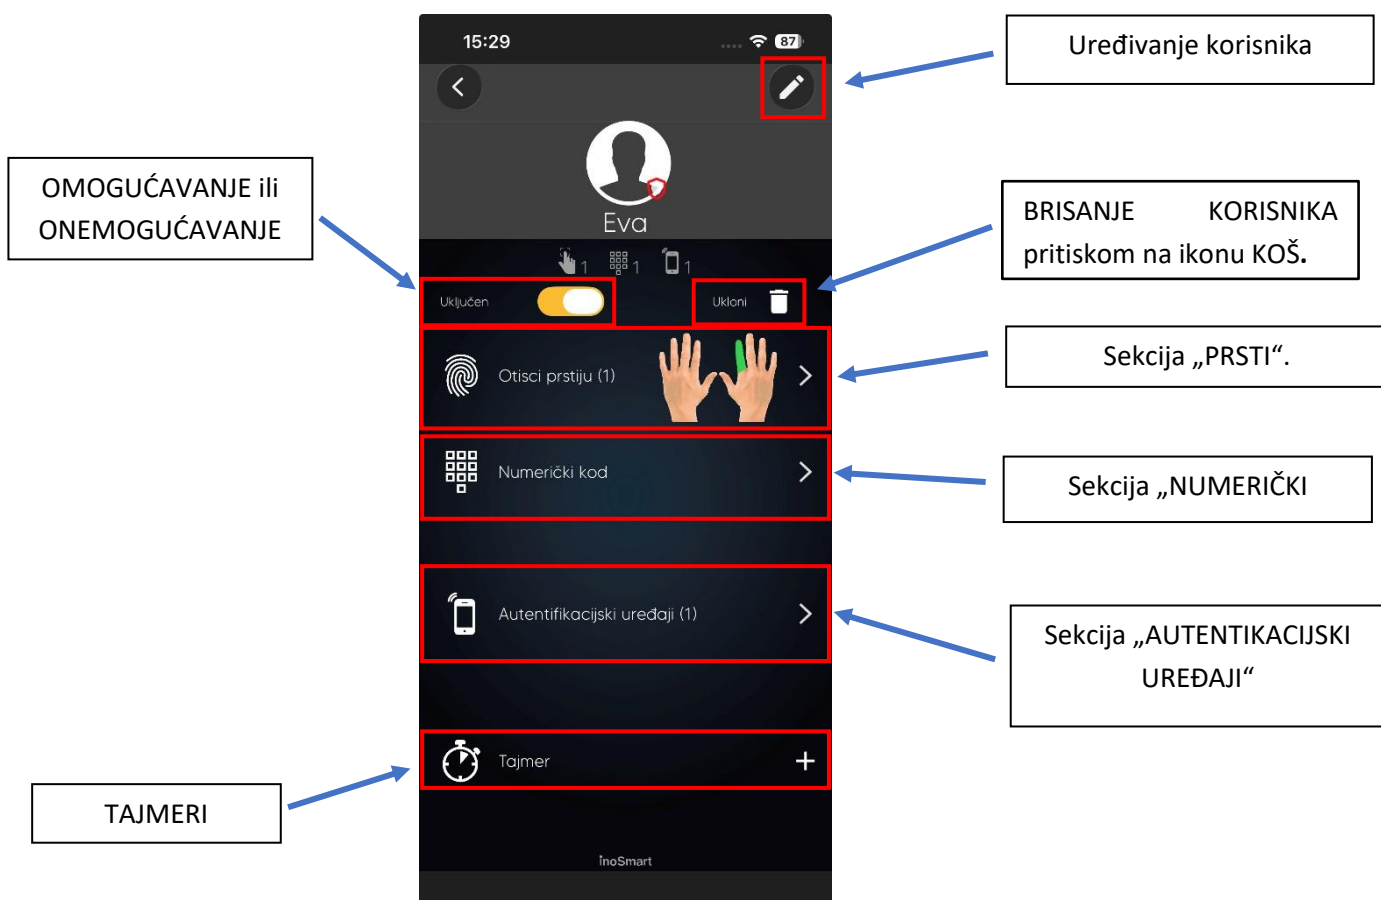 15:29
87
Uređivanje korisnika
OMOGUĆAVANJE ili
ONEMOGUĆAVANJE
Eva
1 1 1
BRISANJE KORISNIKA
pritiskom na ikonu KOŠ.
Uključen
Ukloni
Otisci prstiju (1)
Sekcija „PRSTI“.
Numerički kod
Sekcija „NUMERIČKI
Autentifikacijski uređaji (1)
Sekcija „AUTENTIKACIJSKI
UREĐAJI“
Tajmer
TAJMERI
inoSmart